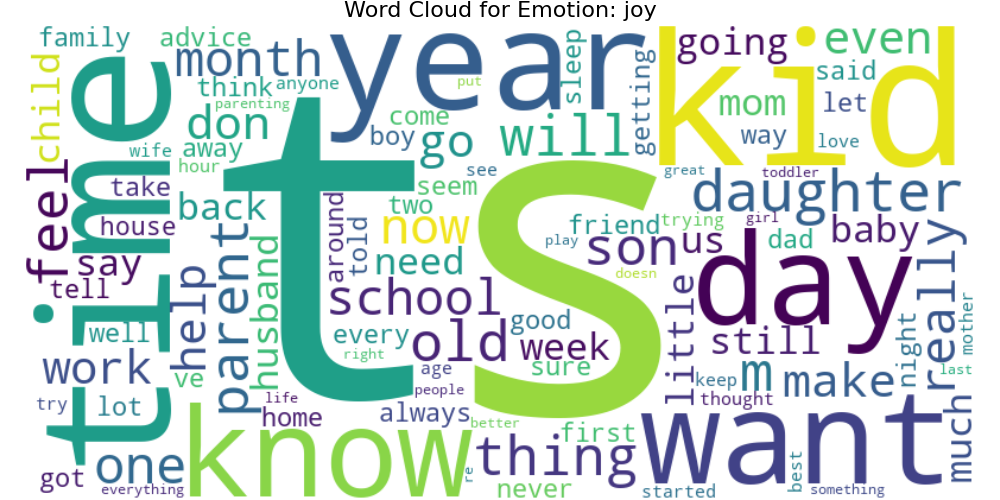 Word Cloud for Emotion: joy
family
advice
month
year
going
even
child
time
think
anyone
put
sleep
getting
kid
said
mom
let
parenting
don
come
boy
go
will
way
love
wife
away
hour
see
great
toddler
feel
take
seem
daughter
t
s
house
back
two
now
friend
trying
girl
us
dad
baby
around
told
son
play
say
tell
help
parent
husband
need
school
doesn
day
little
really
well
every
old
good
week
still
night
mother
right
work
ve
age
sure
m
make
keep
last
try
lot
life
people
thought
home
always
know
better
first
want
much
thing
got
one
everything
re
never
started
best
something